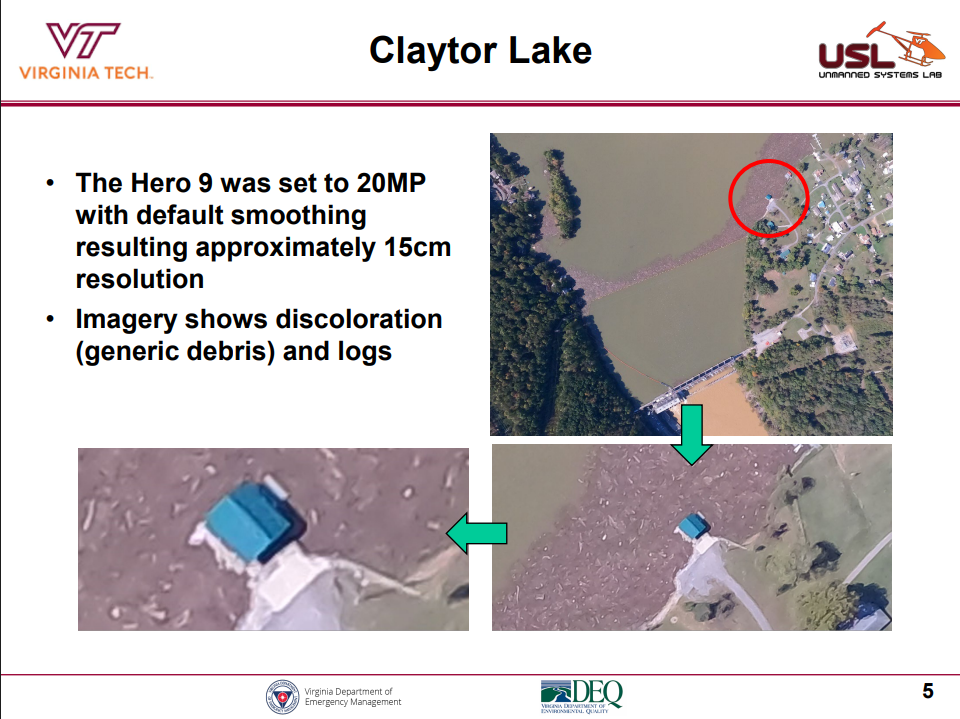 VT
VIRGINIA TECH.
Claytor Lake
USL
UNMANNED SYSTEMS LAB
• The Hero 9 was set to 20MP
with default smoothing
resulting approximately 15cm
resolution
• Imagery shows discoloration
(generic debris) and logs
Virginia Department of
Emergency Management
DEQ
VIRGINIA DEPARTMENT OF
ENVIRONMENTAL QUALITY
5